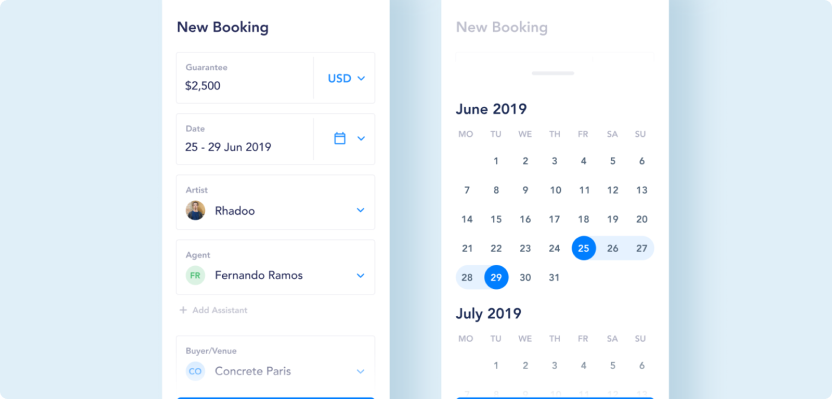 New Booking
Guarantee
$2,500
USD
Date
25 - 29 Jun 2019
Artist
Rhadoo
Agent
FR
Fernando Ramos
+ Add Assistant
Buyer/Venue
CO
Concrete Paris
New Booking
June 2019
MO TU WE TH FR SA SU
1 2 3 4 5 6
7 8 9 10 11 12 13
14 15 16 17 18 19 20
21 22 23 24 25 26 27
28 29 30 31
July 2019
MO TU WE TH FR SA SU
1 2 3 4 5 6